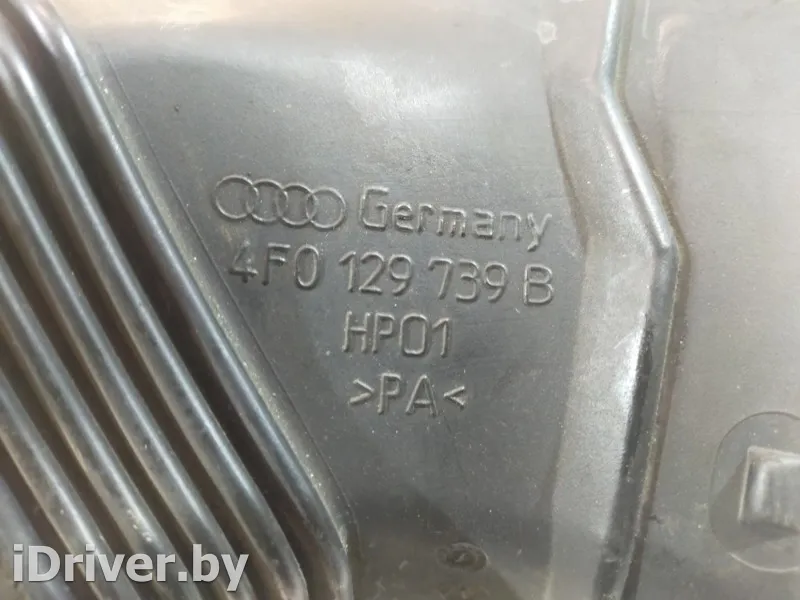 Germany
4F0 129 739 B
HP01
>PA<
iDriver.by